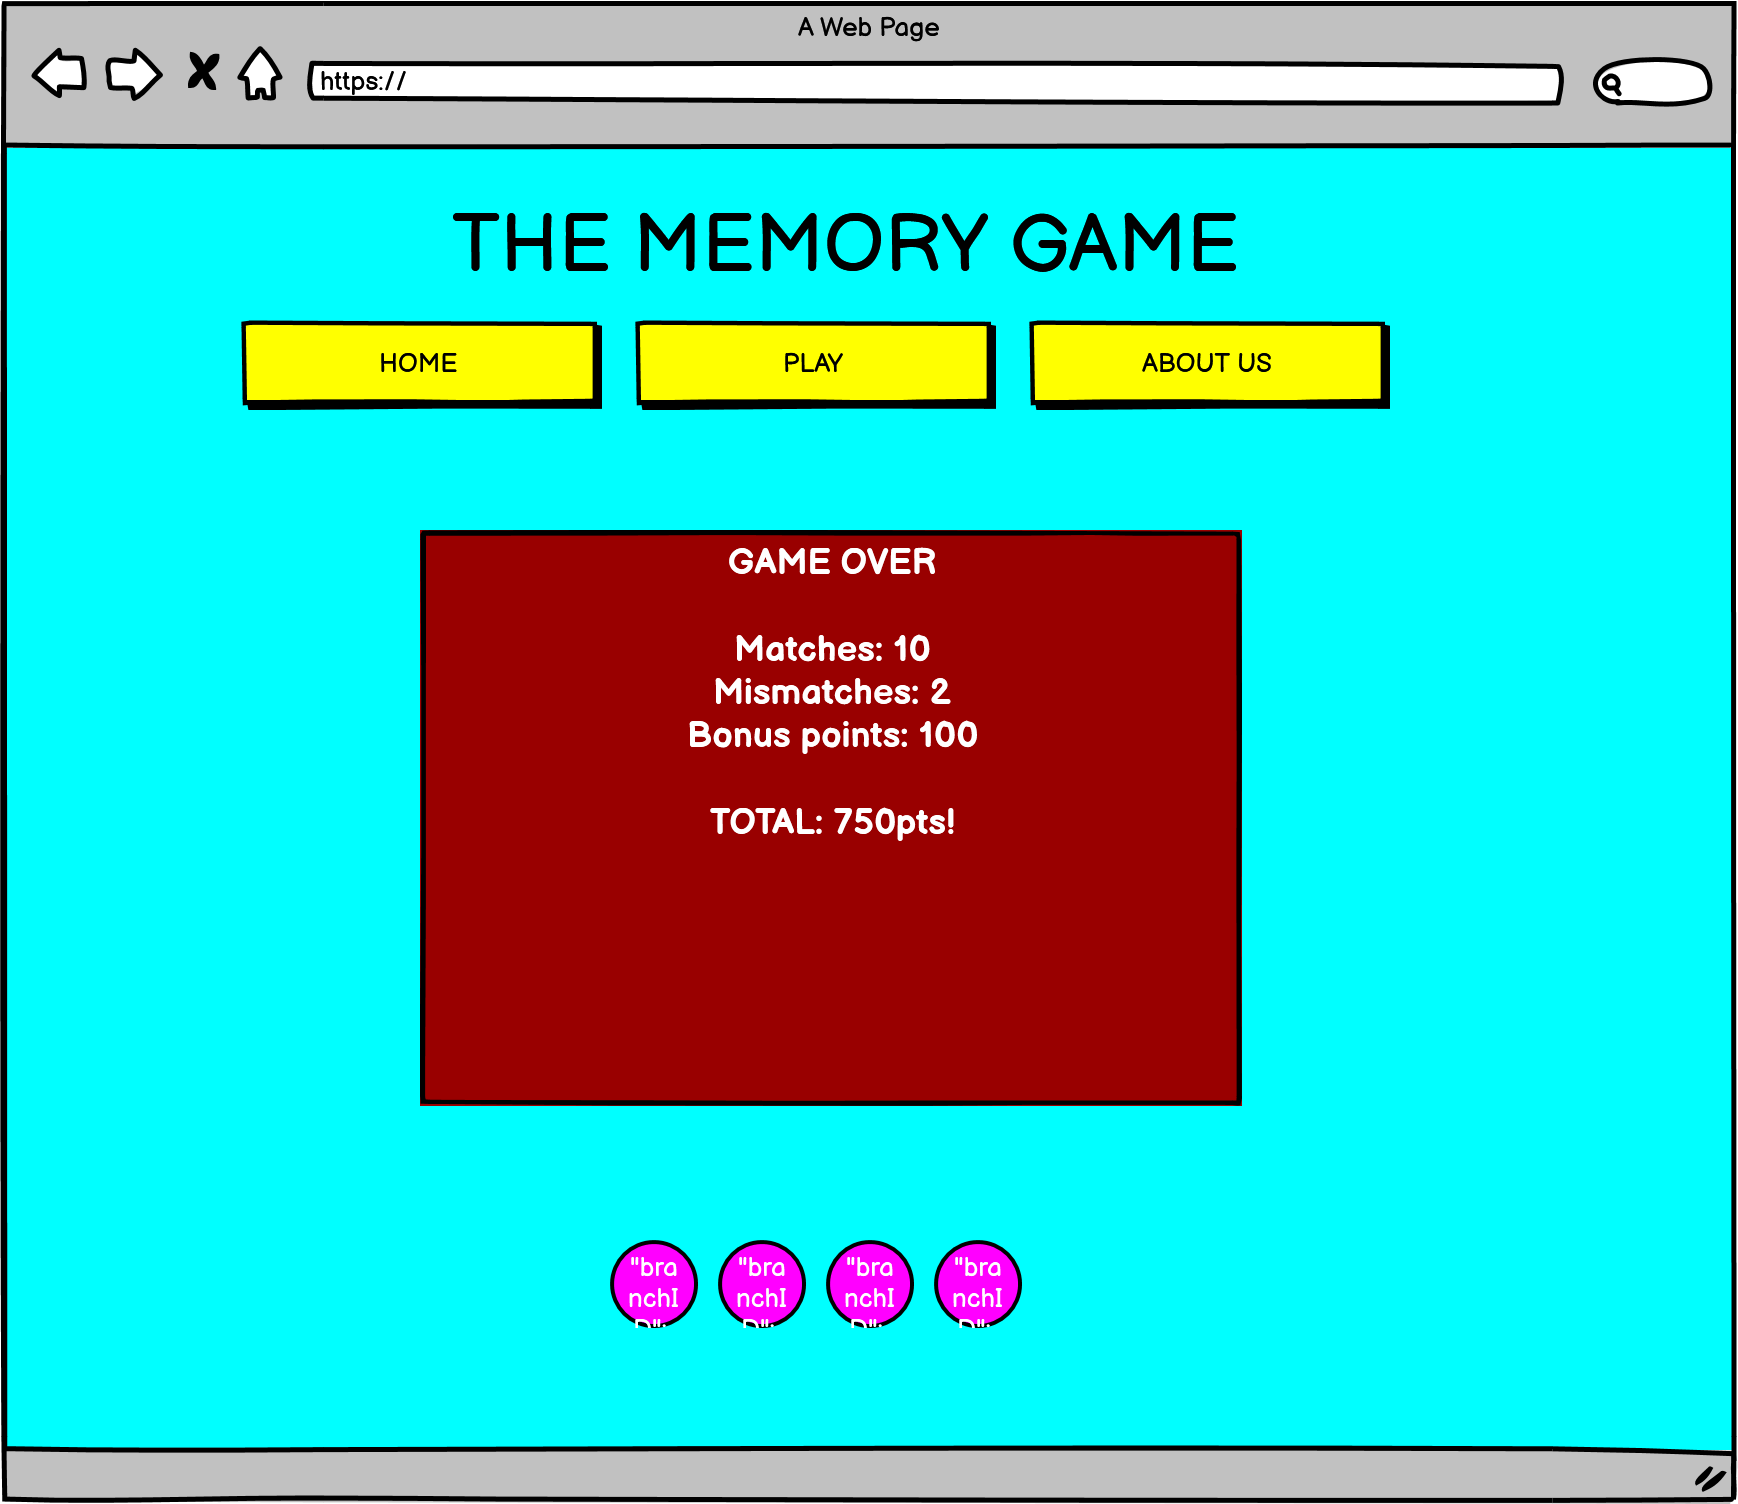 A Web Page
https://
THE MEMORY GAME
HOME
PLAY
ABOUT US
GAME OVER
Matches: 10
Mismatches: 2
Bonus points: 100
TOTAL: 750pts!
"bra
nchI
D":
"bra
nchI
D":
"bra
nchI
D":
"bra
nchI
D":